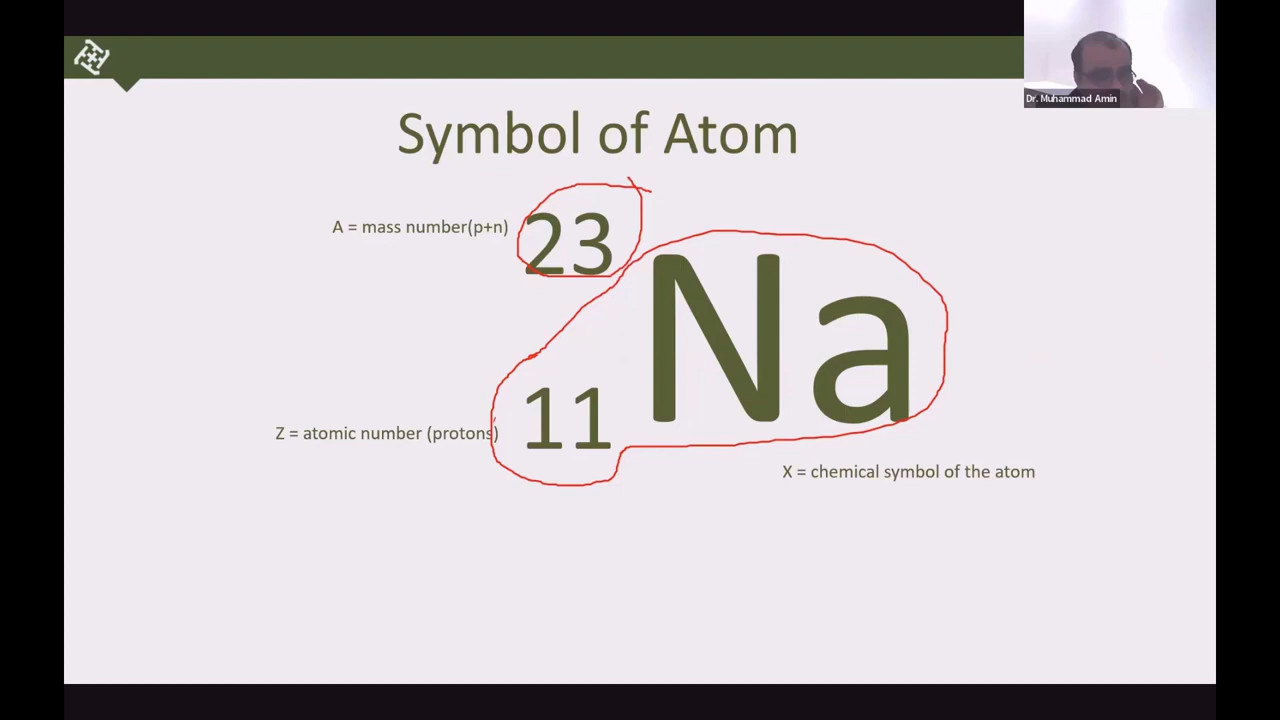 Dr. Muhammad Amin
Symbol of Atom
A = mass number(p+n)
23
Na
11
Z = atomic number (protons)
X = chemical symbol of the atom